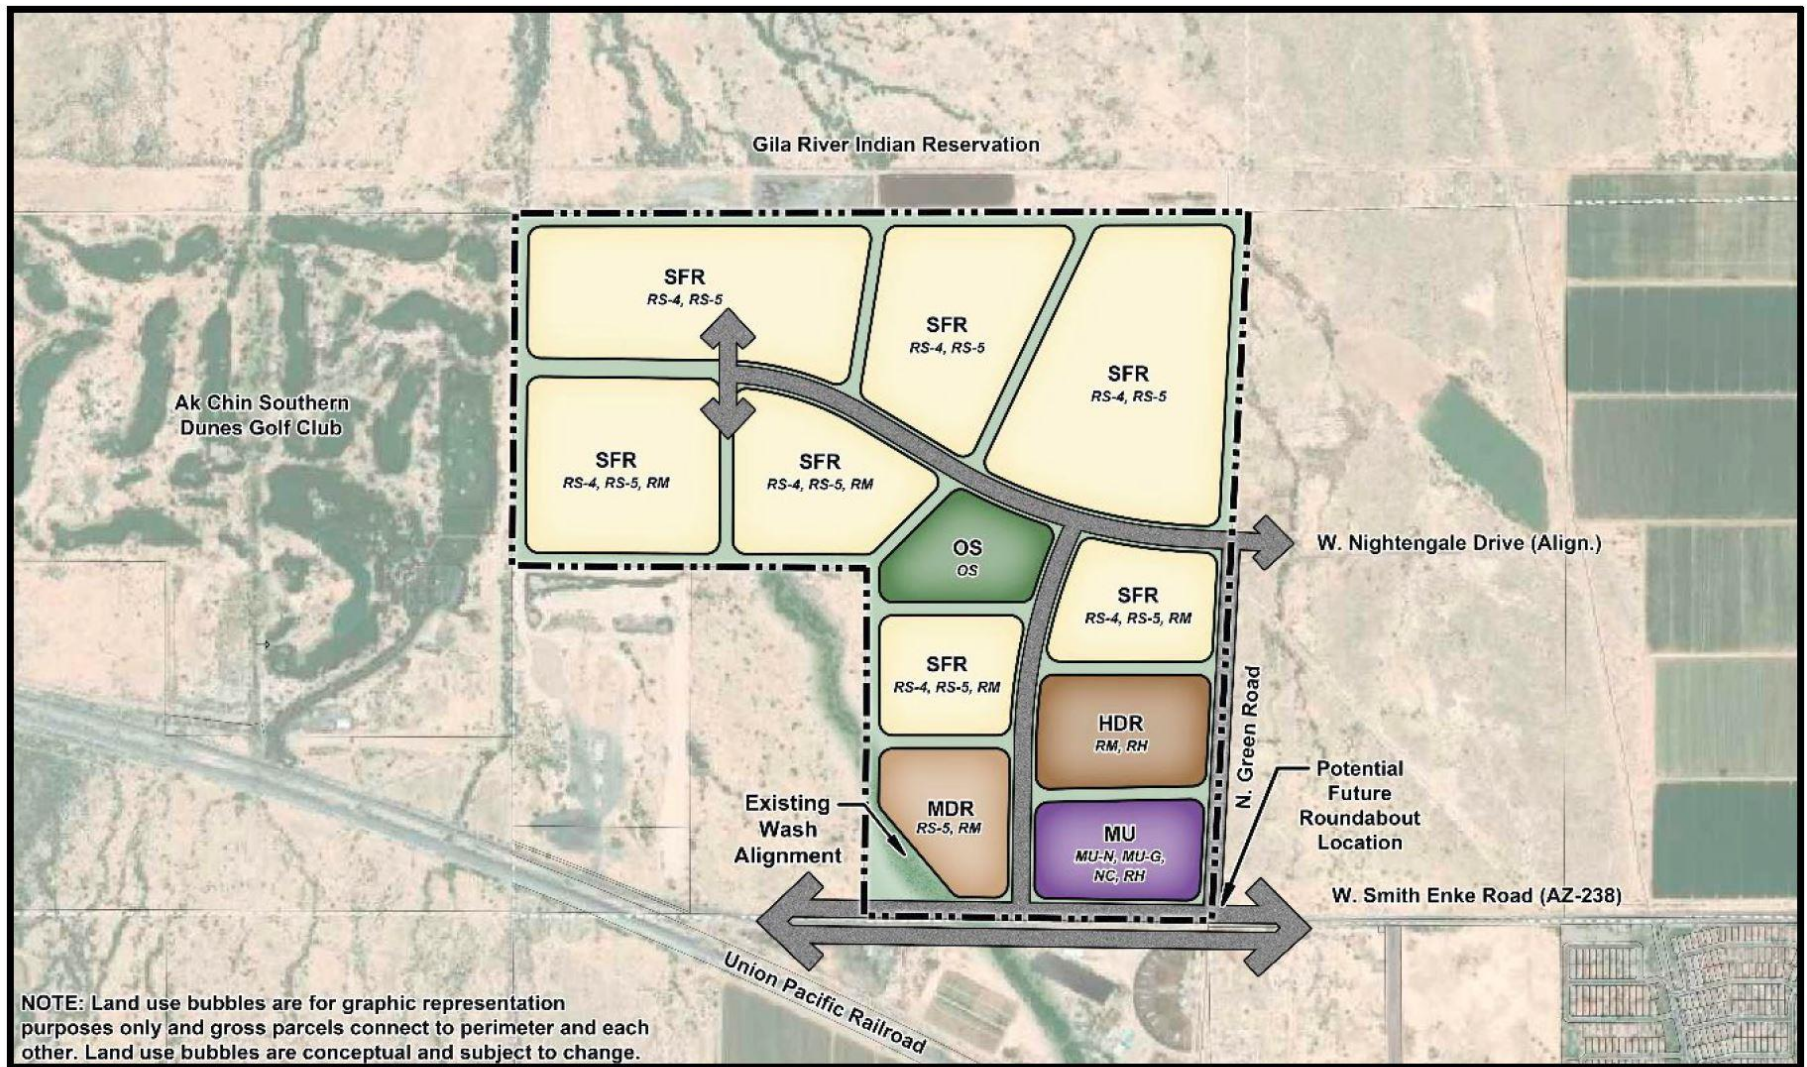 Gila River Indian Reservation
SFR
RS-4, RS-5
SFR
RS-4, RS-5
SFR
RS-4, RS-5
Ak Chin Southern
Dunes Golf Club
SFR
RS-4, RS-5, RM
SFR
RS-4, RS-5, RM
OS
OS
W. Nightengale Drive (Align.)
SFR
RS-4, RS-5, RM
SFR
RS-4, RS-5, RM
HDR
RM, RH
N. Green Road
Potential
Future
Roundabout
Location
Existing
Wash
Alignment
MDR
RS-5, RM
MU
MU-N, MU-G,
NC, RH
W. Smith Enke Road (AZ-238)
Union Pacific Railroad
NOTE: Land use bubbles are for graphic representation
purposes only and gross parcels connect to perimeter and each
other. Land use bubbles are conceptual and subject to change.